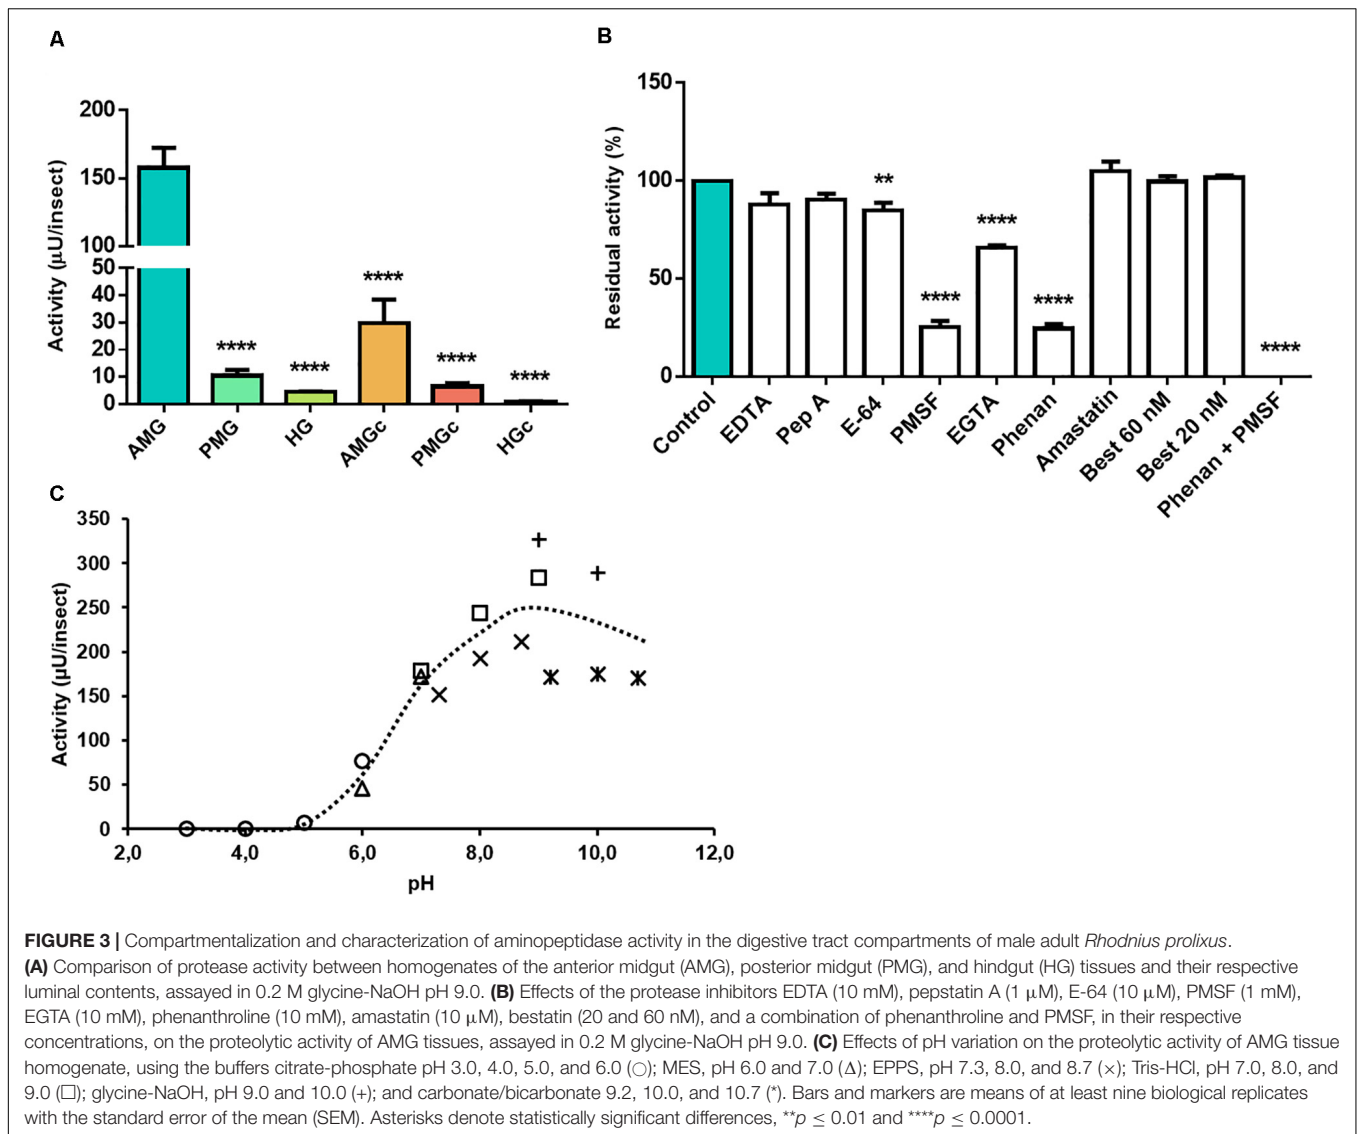 A
Activity (µU/insect)
200
150
100
50
40
30
20
10
0
****
****
****
****
****
AMG
PMG
HG
AMGc
PMGc
HGc
B
Residual activity (%)
150
100
50
0
**
****
****
****
****
Control
EDTA
Pep A
E-64
PMSF
EGTA
Phenan
Amastatin
Best 60 nM
Best 20 nM
Phenan + PMSF
C
Activity (µU/insect)
350
300
250
200
150
100
50
0
2,0
4,0
6,0
8,0
10,0
12,0
pH
FIGURE 3 | Compartmentalization and characterization of aminopeptidase activity in the digestive tract compartments of male adult Rhodnius prolixus.
(A) Comparison of protease activity between homogenates of the anterior midgut (AMG), posterior midgut (PMG), and hindgut (HG) tissues and their respective
luminal contents, assayed in 0.2 M glycine-NaOH pH 9.0. (B) Effects of the protease inhibitors EDTA (10 mM), pepstatin A (1 µM), E-64 (10 µM), PMSF (1 mM),
EGTA (10 mM), phenanthroline (10 mM), amastatin (10 µM), bestatin (20 and 60 nM), and a combination of phenanthroline and PMSF, in their respective
concentrations, on the proteolytic activity of AMG tissues, assayed in 0.2 M glycine-NaOH pH 9.0. (C) Effects of pH variation on the proteolytic activity of AMG tissue
homogenate, using the buffers citrate-phosphate pH 3.0, 4.0, 5.0, and 6.0 (○); MES, pH 6.0 and 7.0 (Δ); EPPS, pH 7.3, 8.0, and 8.7 (×); Tris-HCl, pH 7.0, 8.0, and
9.0 (□); glycine-NaOH, pH 9.0 and 10.0 (+); and carbonate/bicarbonate 9.2, 10.0, and 10.7 (*). Bars and markers are means of at least nine biological replicates
with the standard error of the mean (SEM). Asterisks denote statistically significant differences, **p ≤ 0.01 and ****p ≤ 0.0001.